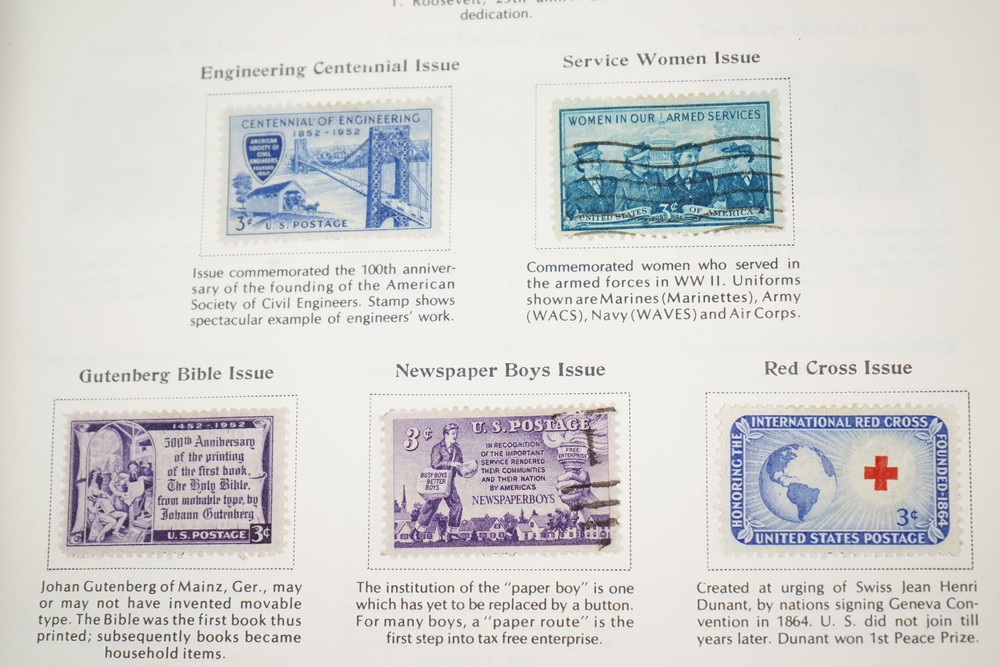 T. Roosevelt, 25th
dedication.
Engineering Centennial Issue
CENTENNIAL OF ENGINEERING
1852-1952
AMERICAN
SOCIETY OF
CIVIL
ENGINEERS
FOUNDED
1852
3¢
U.S. POSTAGE
Issue commemorated the 100th anniver-
sary of the founding of the American
Society of Civil Engineers. Stamp shows
spectacular example of engineers' work.
Service Women Issue
WOMEN IN OUR ARMED SERVICES
UNITED STATES 3¢ OF AMERICA
Commemorated women who served in
the armed forces in WW II. Uniforms
shown are Marines (Marinettes), Army
(WACS), Navy (WAVES) and Air Corps.
Gutenberg Bible Issue
1452-1952
500th Anniversary
of the printing
of the first book,
The Holy Bible,
from movable type, by
Johann Gutenberg
U.S. POSTAGE 3¢
Johan Gutenberg of Mainz, Ger., may
or may not have invented movable
type. The Bible was the first book thus
printed; subsequently books became
household items.
Newspaper Boys Issue
3¢ U.S. POSTAGE
IN RECOGNITION
OF THE IMPORTANT
SERVICE RENDERED
THEIR COMMUNITIES
AND THEIR NATION
BY AMERICA'S
NEWSPAPERBOYS
BUSY BOYS
BETTER
BOYS
FREE
ENTERPRISE
The institution of the "paper boy" is one
which has yet to be replaced by a button.
For many boys, a "paper route" is the
first step into tax free enterprise.
Red Cross Issue
HONORING THE
INTERNATIONAL RED CROSS
FOUNDED-1864
3¢
UNITED STATES POSTAGE
Created at urging of Swiss Jean Henri
Dunant, by nations signing Geneva Con-
vention in 1864. U. S. did not join till
years later. Dunant won 1st Peace Prize.